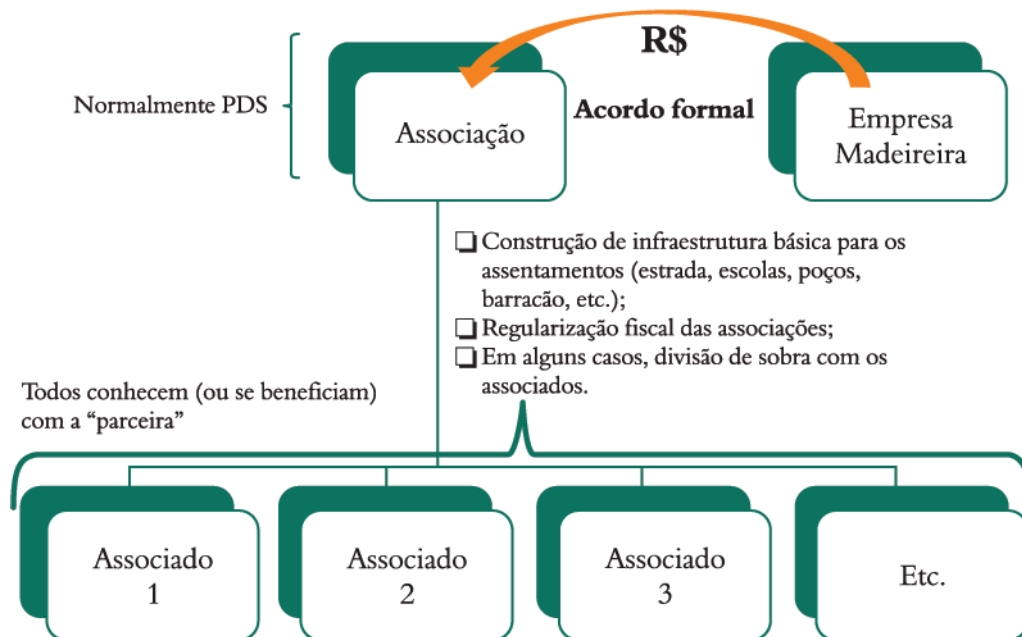 R$
Normalmente PDS
Associação
Acordo formal
Empresa
Madeireira
❏ Construção de infraestrutura básica para os
assentamentos (estrada, escolas, poços,
barracão, etc.);
❏ Regularização fiscal das associações;
❏ Em alguns casos, divisão de sobra com os
associados.
Todos conhecem (ou se beneficiam)
com a “parceira”
Associado
1
Associado
2
Associado
3
Etc.